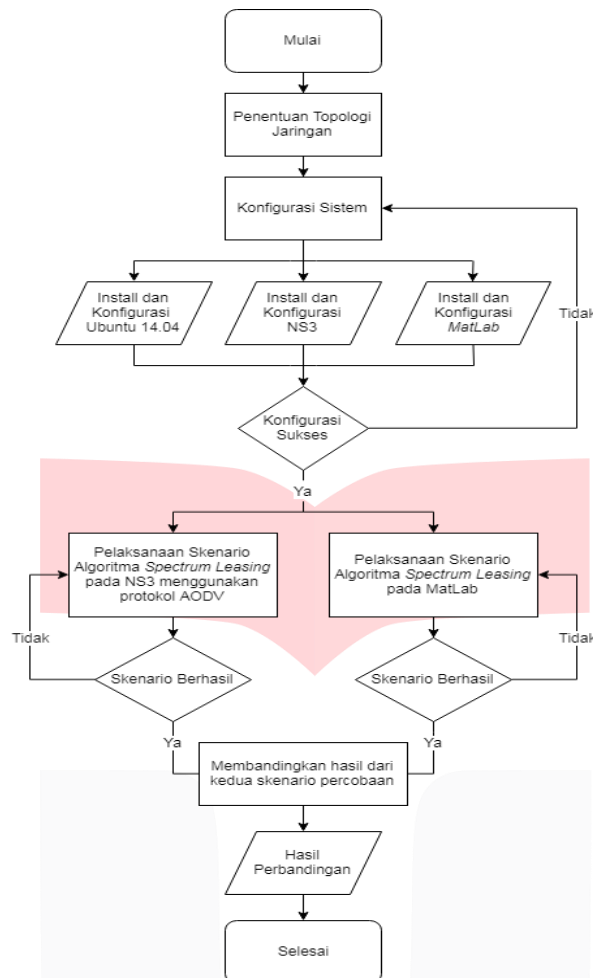 Mulai
Penentuan Topologi
Jaringan
Konfigurasi Sistem
Install dan
Konfigurasi
Ubuntu 14.04
Install dan
Konfigurasi
NS3
Install dan
Konfigurasi
MatLab
Tidak
Konfigurasi
Sukses
Ya
Pelaksanaan Skenario
Algoritma Spectrum Leasing
pada NS3 menggunakan
protokol AODV
Pelaksanaan Skenario
Algoritma Spectrum Leasing
pada MatLab
Tidak
Tidak
Skenario Berhasil
Skenario Berhasil
Ya
Ya
Membandingkan hasil dari
kedua skenario percobaan
Hasil
Perbandingan
Selesai